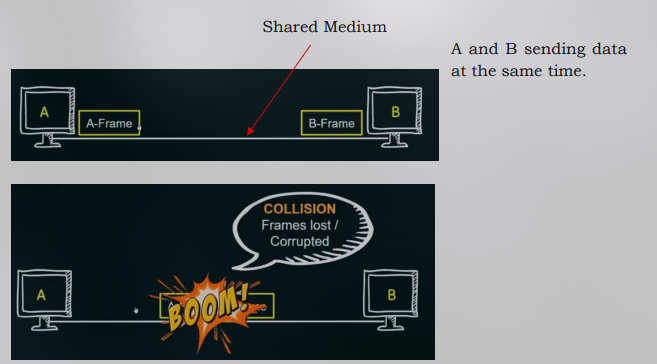 Shared Medium
A and B sending data
at the same time.
A
A-Frame
B-Frame
B
COLLISION
Frames lost /
Corrupted
A
BOOM!
B